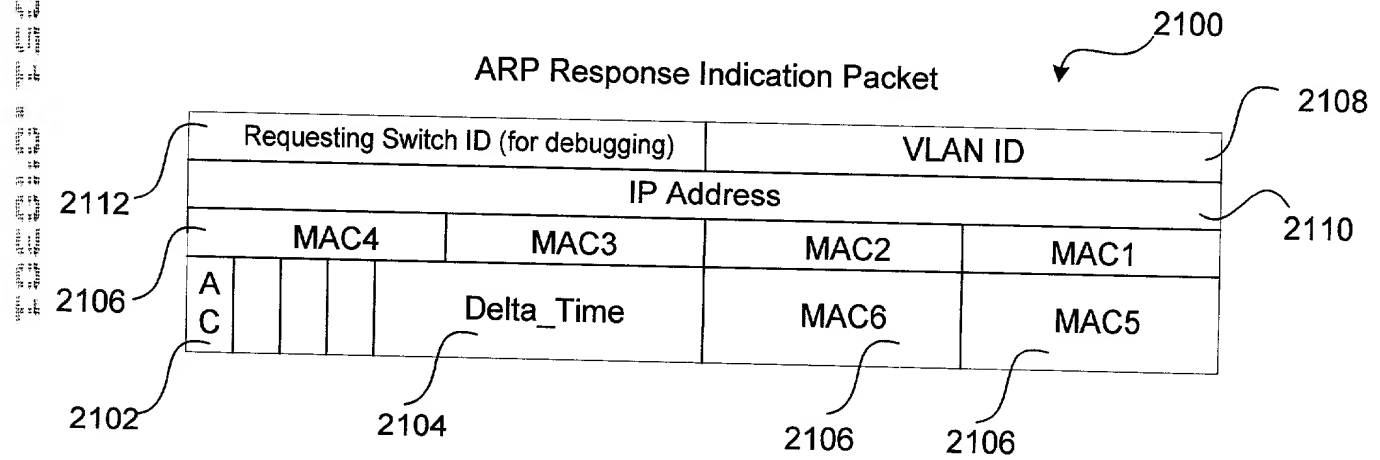 2100
ARP Response Indication Packet
2108
Requesting Switch ID (for debugging) VLAN ID
2112
IP Address
2110
MAC4 MAC3 MAC2 MAC1
2106
A
C
Delta_Time MAC6 MAC5
2102
2104
2106
2106